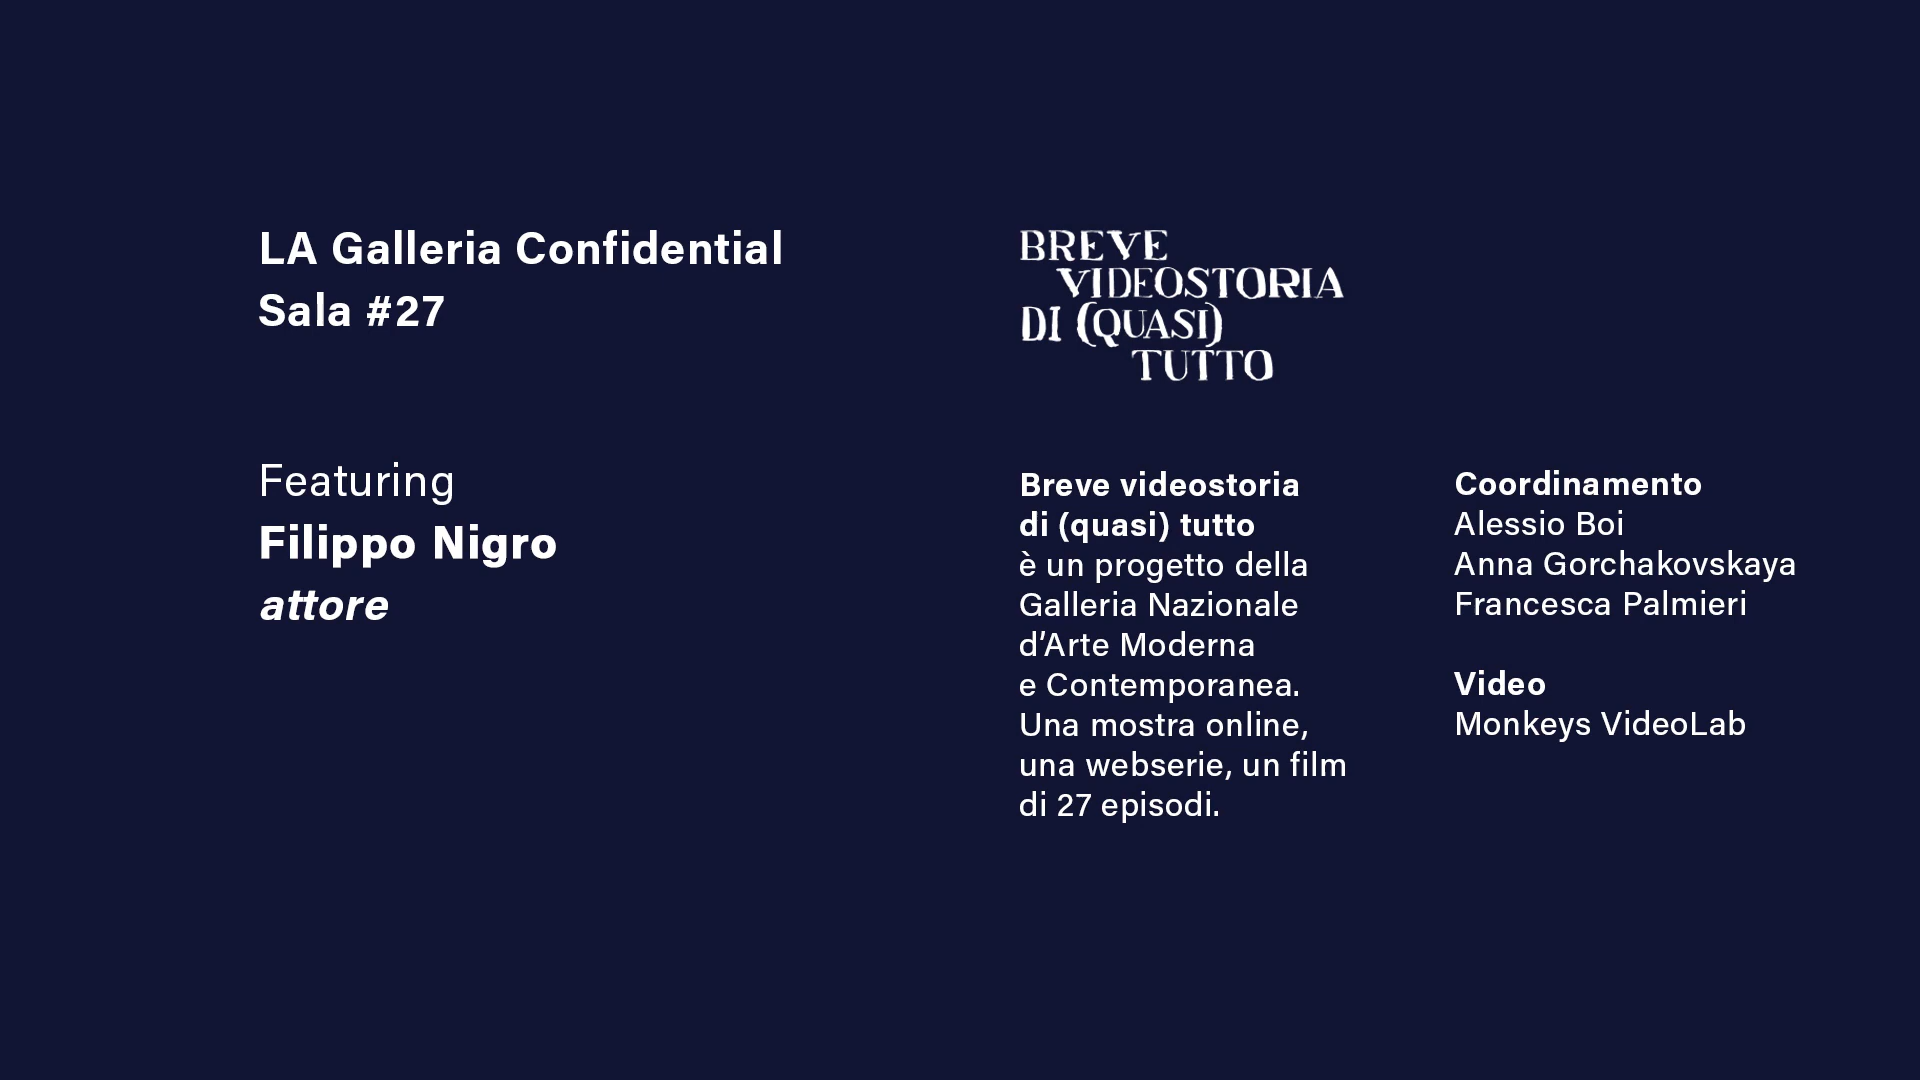 LA Galleria Confidential
Sala #27
Featuring
Filippo Nigro
attore
BREVE
VIDEOSTORIA
DI (QUASI)
TUTTO
Breve videostoria
di (quasi) tutto
è un progetto della
Galleria Nazionale
d’Arte Moderna
e Contemporanea.
Una mostra online,
una webserie, un film
di 27 episodi.
Coordinamento
Alessio Boi
Anna Gorchakovskaya
Francesca Palmieri
Video
Monkeys VideoLab